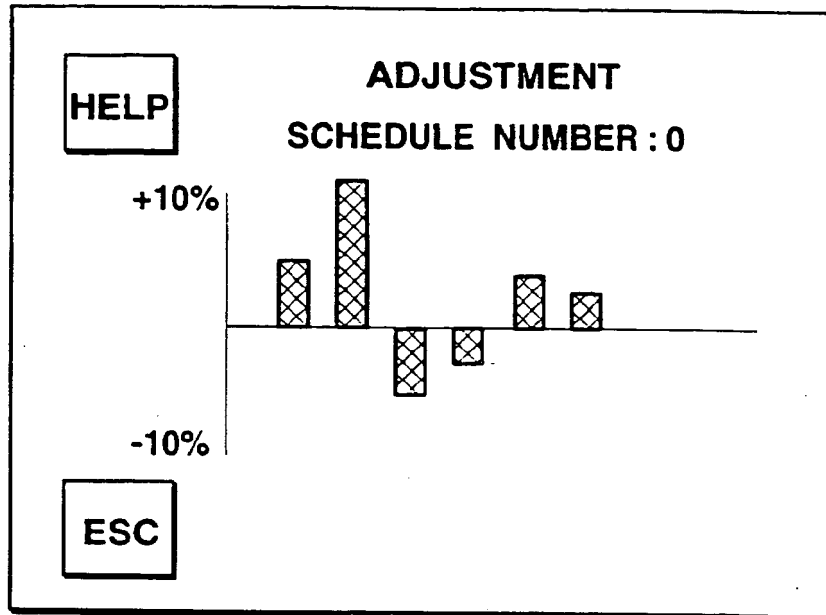 HELP
ADJUSTMENT
SCHEDULE NUMBER : 0
+10%
-10%
ESC